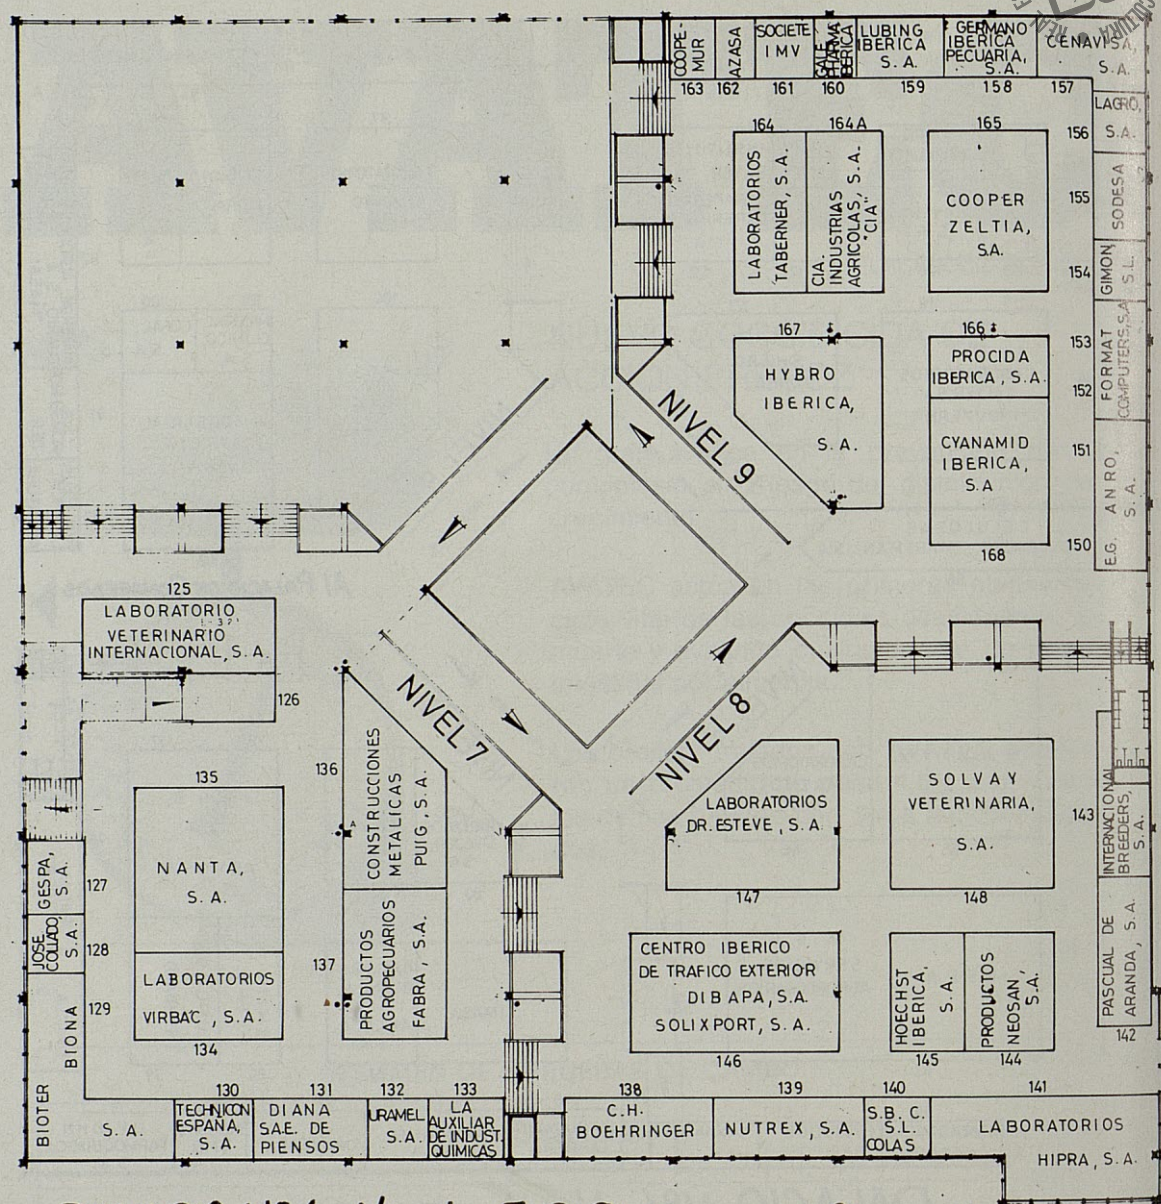 COOPE-
MUR
AZASA
SOCIETE
IMV
GALE
PHARMA
IBERICA
LUBING
IBERICA
S. A.
GERMANO
IBERICA
PECUARIA,
S.A.
CENAVISA,
S. A.
163 162 161 160 159 158 157
LAGRO,
S. A.
156
SODESA
155
GIMON
S. L.
154
FORMAT
COMPUTERS,S.A
153
152
E.G. AN RO,
S. A.
151
150
164
LABORATORIOS
TABERNER, S. A.
164 A
CIA.
INDUSTRIAS
AGRICOLAS, S. A.
"CIA"
165
COOPER
ZELTIA,
S.A.
167
HYBRO
IBERICA,
S. A.
166
PROCIDA
IBERICA, S.A.
CYANAMID
IBERICA,
S.A
168
NIVEL 9
125
LABORATORIO
VETERINARIO
INTERNACIONAL, S. A.
126
NIVEL 7
NIVEL 8
135
NANTA,
S. A.
LABORATORIOS
VIRBAC, S. A.
134
136
CONSTRUCCIONES
METALICAS
PUIG, S. A.
137
PRODUCTOS
AGROPECUARIOS
FABRA, S.A.
GESPA,
S. A.
127
JOSE
COLLADO,
S. A.
128
129
BIOTER BIONA
S. A.
130
TECHNICON
ESPAÑA,
S. A.
131
DIANA
S.A.E. DE
PIENSOS
132
URAMEL
S. A.
133
LA
AUXILIAR
DE INDUST.
QUIMICAS
LABORATORIOS
DR. ESTEVE, S. A.
147
SOLVAY
VETERINARIA,
S. A.
148
143
INTERNACIONAL
BREEDERS,
S. A.
PASCUAL DE
ARANDA, S. A.
142
CENTRO IBERICO
DE TRAFICO EXTERIOR
DIBAPA, S.A.
SOLIXPORT, S. A.
146
HOECHST
IBERICA,
S. A.
145
PRODUCTOS
NEOSAN,
S.A.
144
138
C.H.
BOEHRINGER
139
NUTREX, S. A.
140
S.B. C.
S.L.
COLAS
141
LABORATORIOS
HIPRA, S. A.